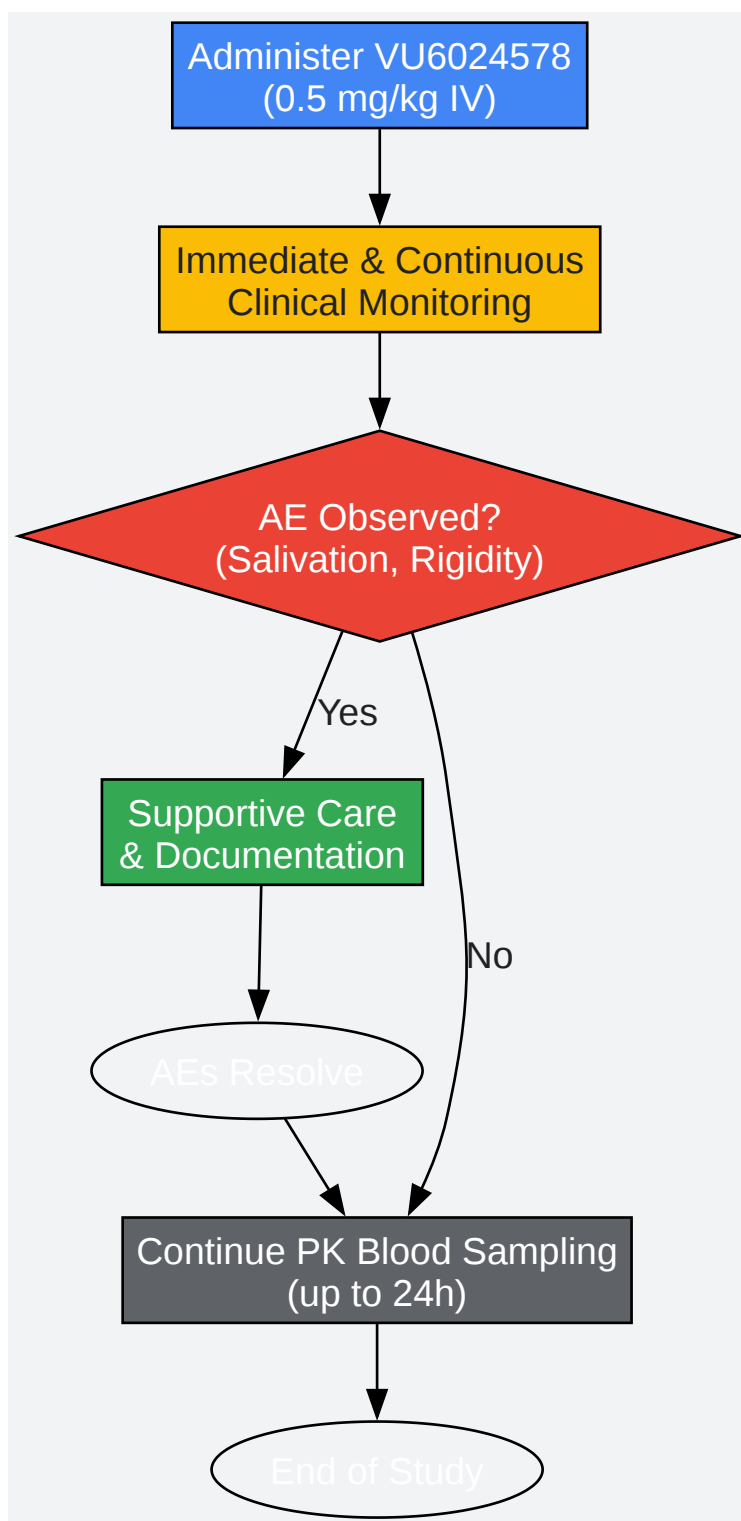 Administer VU6024578
(0.5 mg/kg IV)
Immediate & Continuous
Clinical Monitoring
AE Observed?
(Salivation, Rigidity)
Yes
Supportive Care
& Documentation
No
AEs Resolve
Continue PK Blood Sampling
(up to 24h)
End of Study